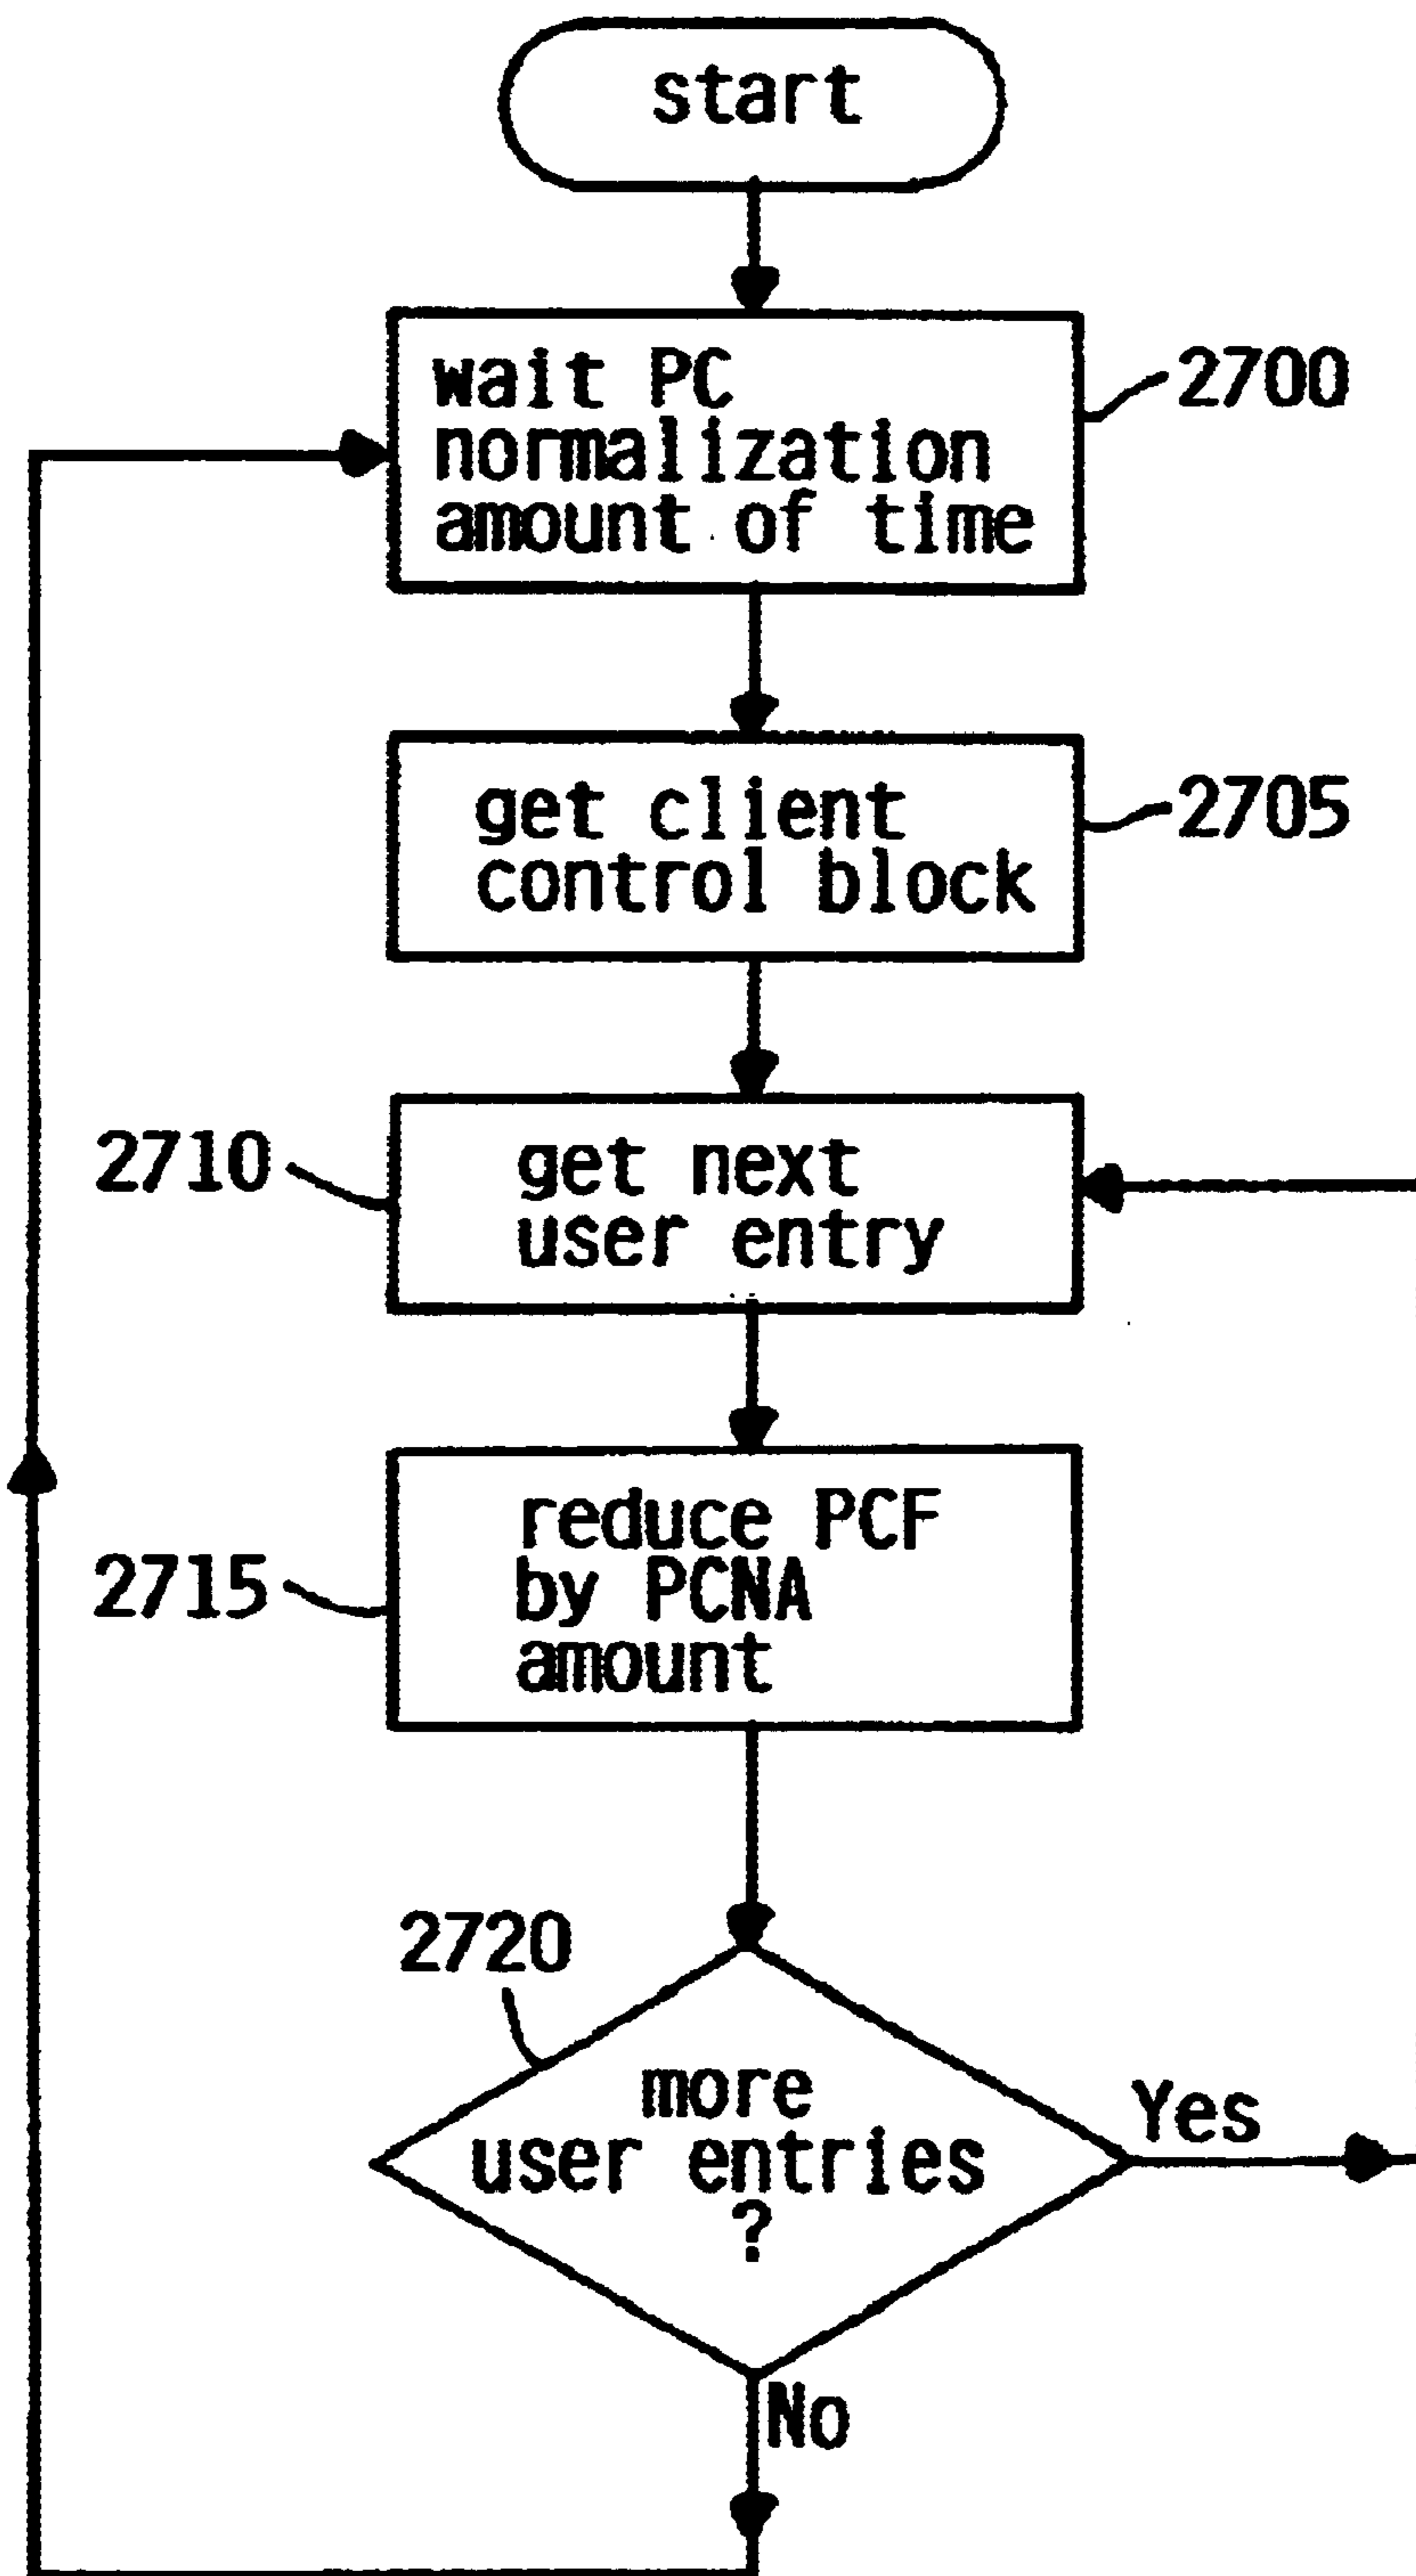 start
wait PC
normalization
amount of time
2700
get client
control block
2705
2710
get next
user entry
2715
reduce PCF
by PCNA
amount
2720
more
user entries
?
Yes
No